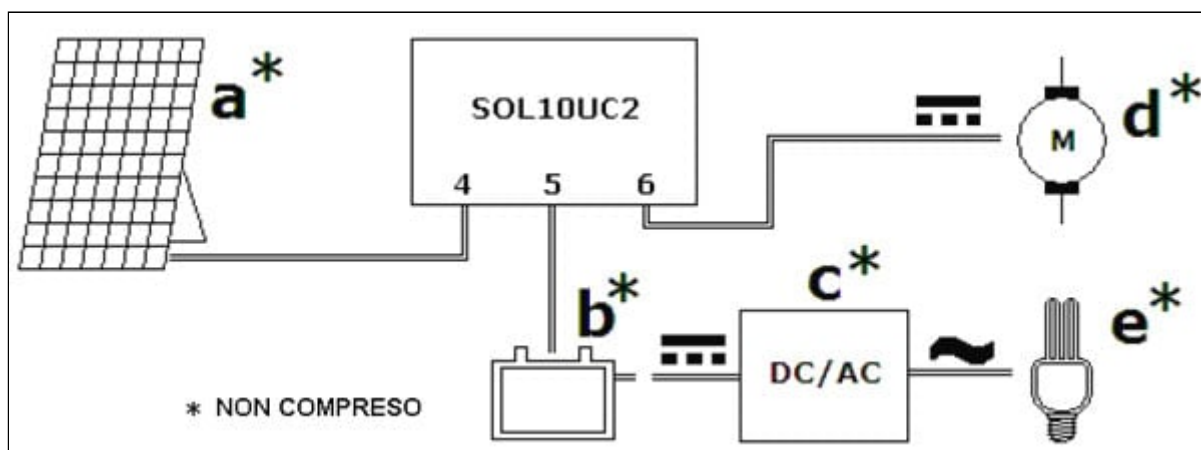 a*
SOL10UC2
4 5 6
M
d*
b*
c*
DC/AC
e*
* NON COMPRESO